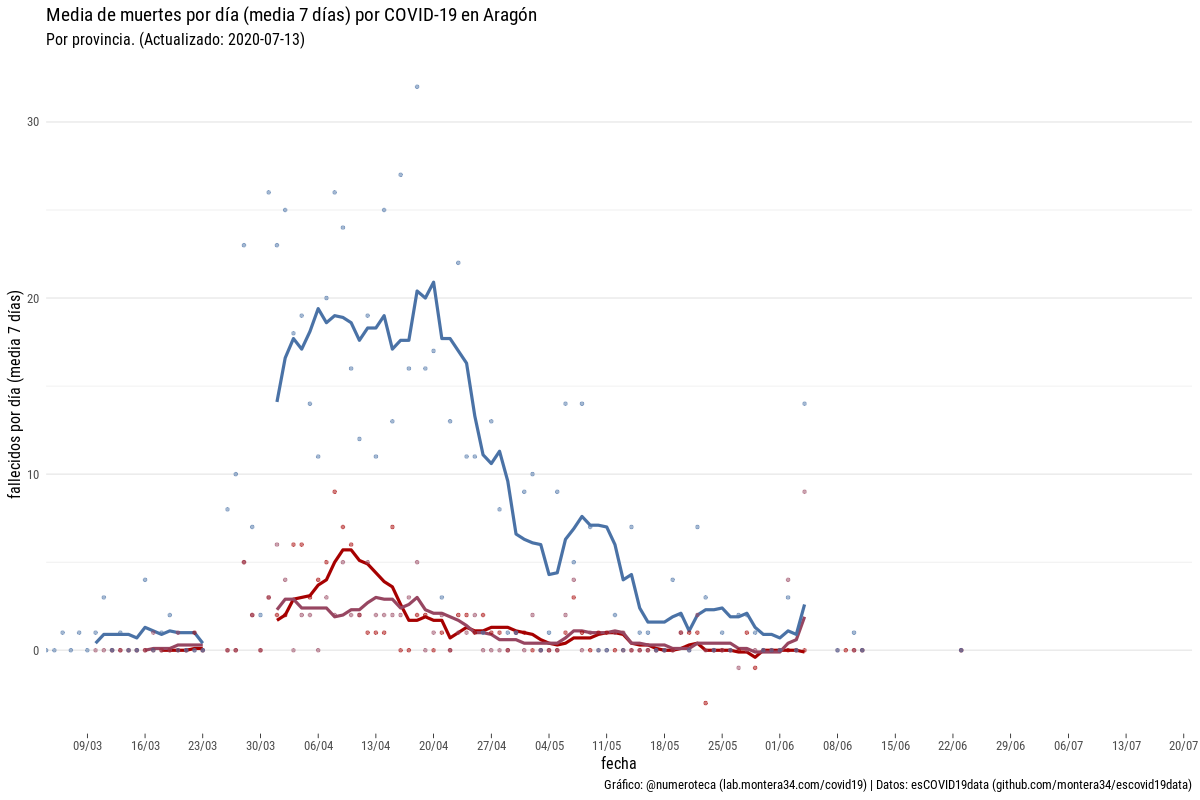 Media de muertes por día (media 7 días) por COVID-19 en Aragón
Por provincia. (Actualizado: 2020-07-13)
fallecidos por día (media 7 días)
30
20
10
0
09/03 16/03 23/03 30/03 06/04 13/04 20/04 27/04 04/05 11/05 18/05 25/05 01/06 08/06 15/06 22/06 29/06 06/07 13/07 20/07
fecha
Gráfico: @numeroteca (lab.montera34.com/covid19) | Datos: esCOVID19data (github.com/montera34/escovid19data)